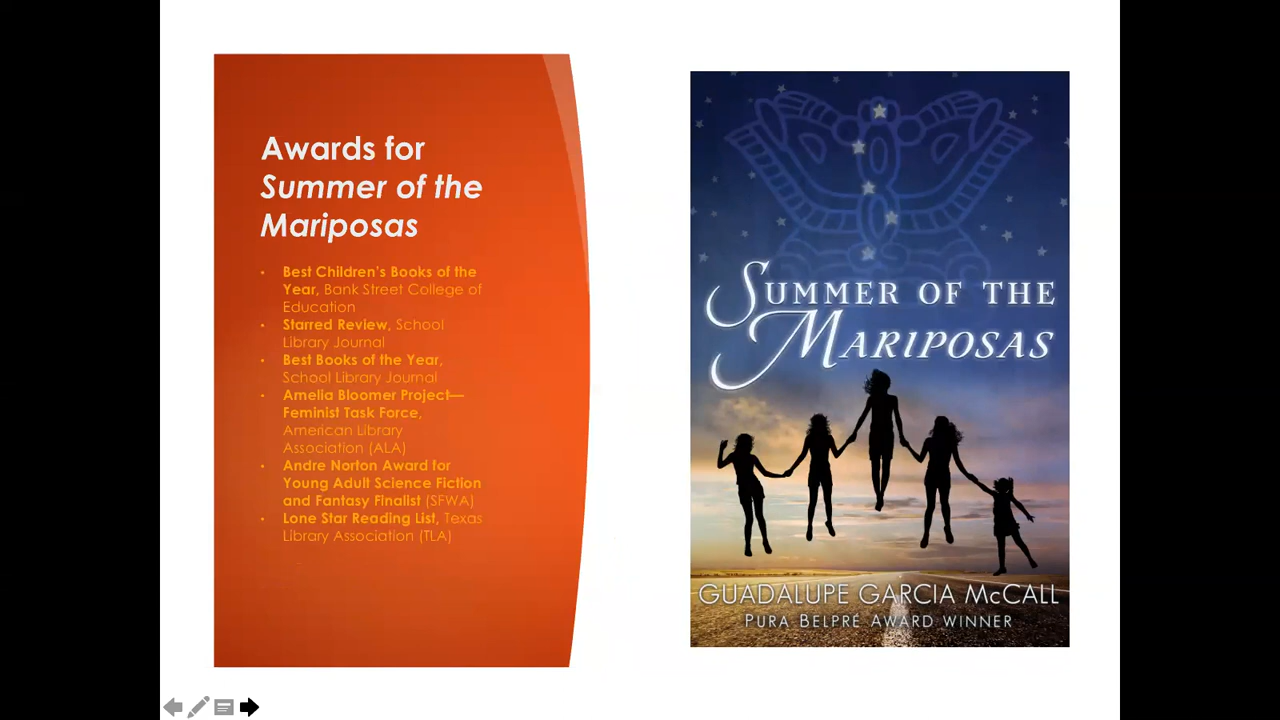 Awards for
Summer of the
Mariposas
• Best Children's Books of the
Year, Bank Street College of
Education
• Starred Review, School
Library Journal
• Best Books of the Year,
School Library Journal
• Amelia Bloomer Project—
Feminist Task Force,
American Library
Association (ALA)
• Andre Norton Award for
Young Adult Science Fiction
and Fantasy Finalist (SFWA)
• Lone Star Reading List, Texas
Library Association (TLA)
SUMMER OF THE
MARIPOSAS
GUADALUPE GARCIA McCALL
PURA BELPRÉ AWARD WINNER